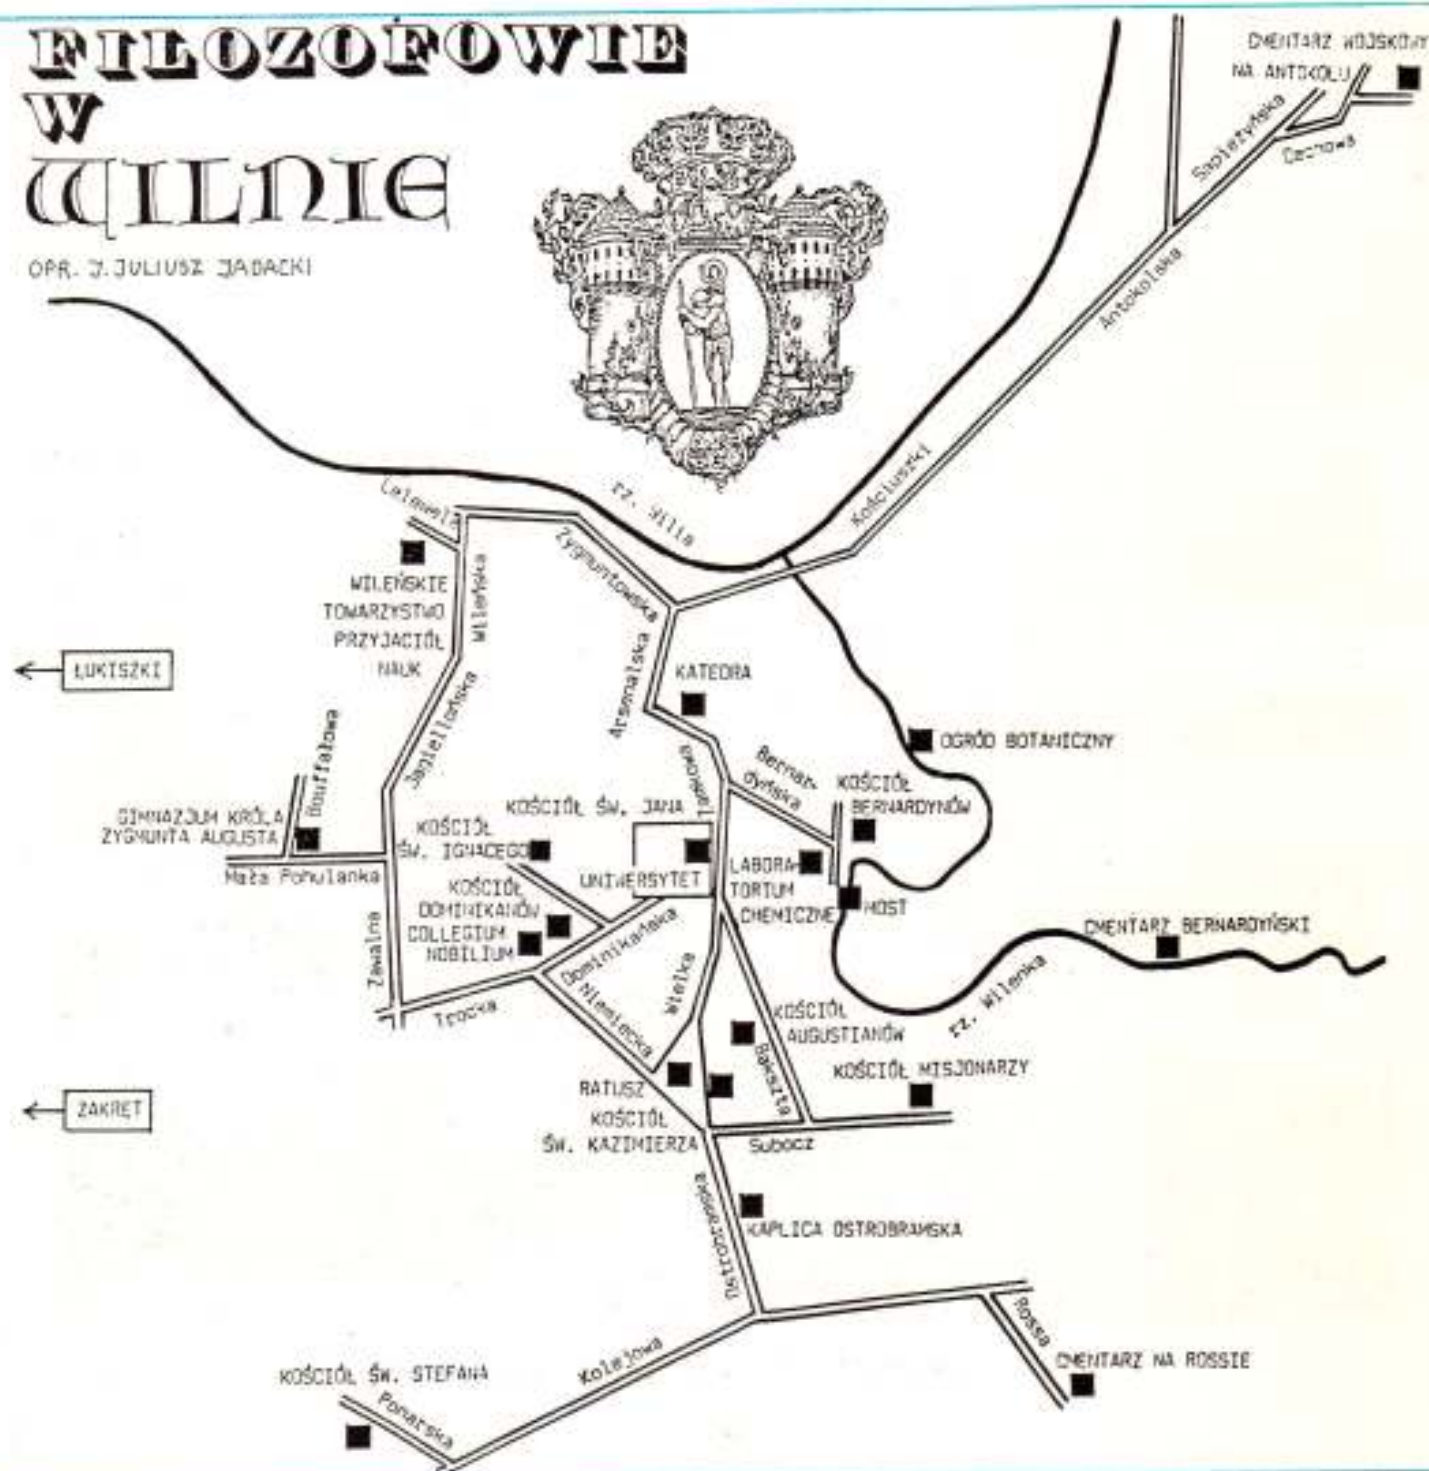 FILOZOFOWIE
W
WILNIE
OPR. J. JULIUSZ JADACKI
CMENTARZ WOJSKOWY
NA ANTOKOLU
Sapieżyńska
Cechowa
Antokolska
Kościuszki
rz. Wilia
Lelewela
Zygmuntowska
WILEŃSKIE
TOWARZYSTWO
PRZYJACIÓŁ
NAUK
Wileńska
ŁUKISZKI
Arsenalska
KATEDRA
Jagiellońska
Bouffałowa
OGRÓD BOTANICZNY
Zamkowa
Bernar-
dyńska
KOŚCIÓŁ
BERNARDYNÓW
GIMNAZJUM KRÓLA
ZYGMUNTA AUGUSTA
KOŚCIÓŁ ŚW. JANA
KOŚCIÓŁ
ŚW. IGNACEGO
Mała Pohulanka
UNIWERSYTET
LABORA-
TORIUM
CHEMICZNE
MOST
KOŚCIÓŁ
DOMINIKANÓW
COLLEGIUM
NOBILIUM
Dominikańska
CMENTARZ BERNARDYŃSKI
Zawalna
Trocka
Niemiecka
Wielka
rz. Wilenka
KOŚCIÓŁ
AUGUSTIANÓW
Bakszta
KOŚCIÓŁ MISJONARZY
RATUSZ
ZAKRĘT
KOŚCIÓŁ
ŚW. KAZIMIERZA
Subocz
Ostrobramska
KAPLICA OSTROBRAMSKA
Rossa
Kolejowa
CMENTARZ NA ROSSIE
KOŚCIÓŁ ŚW. STEFANA
Ponarska